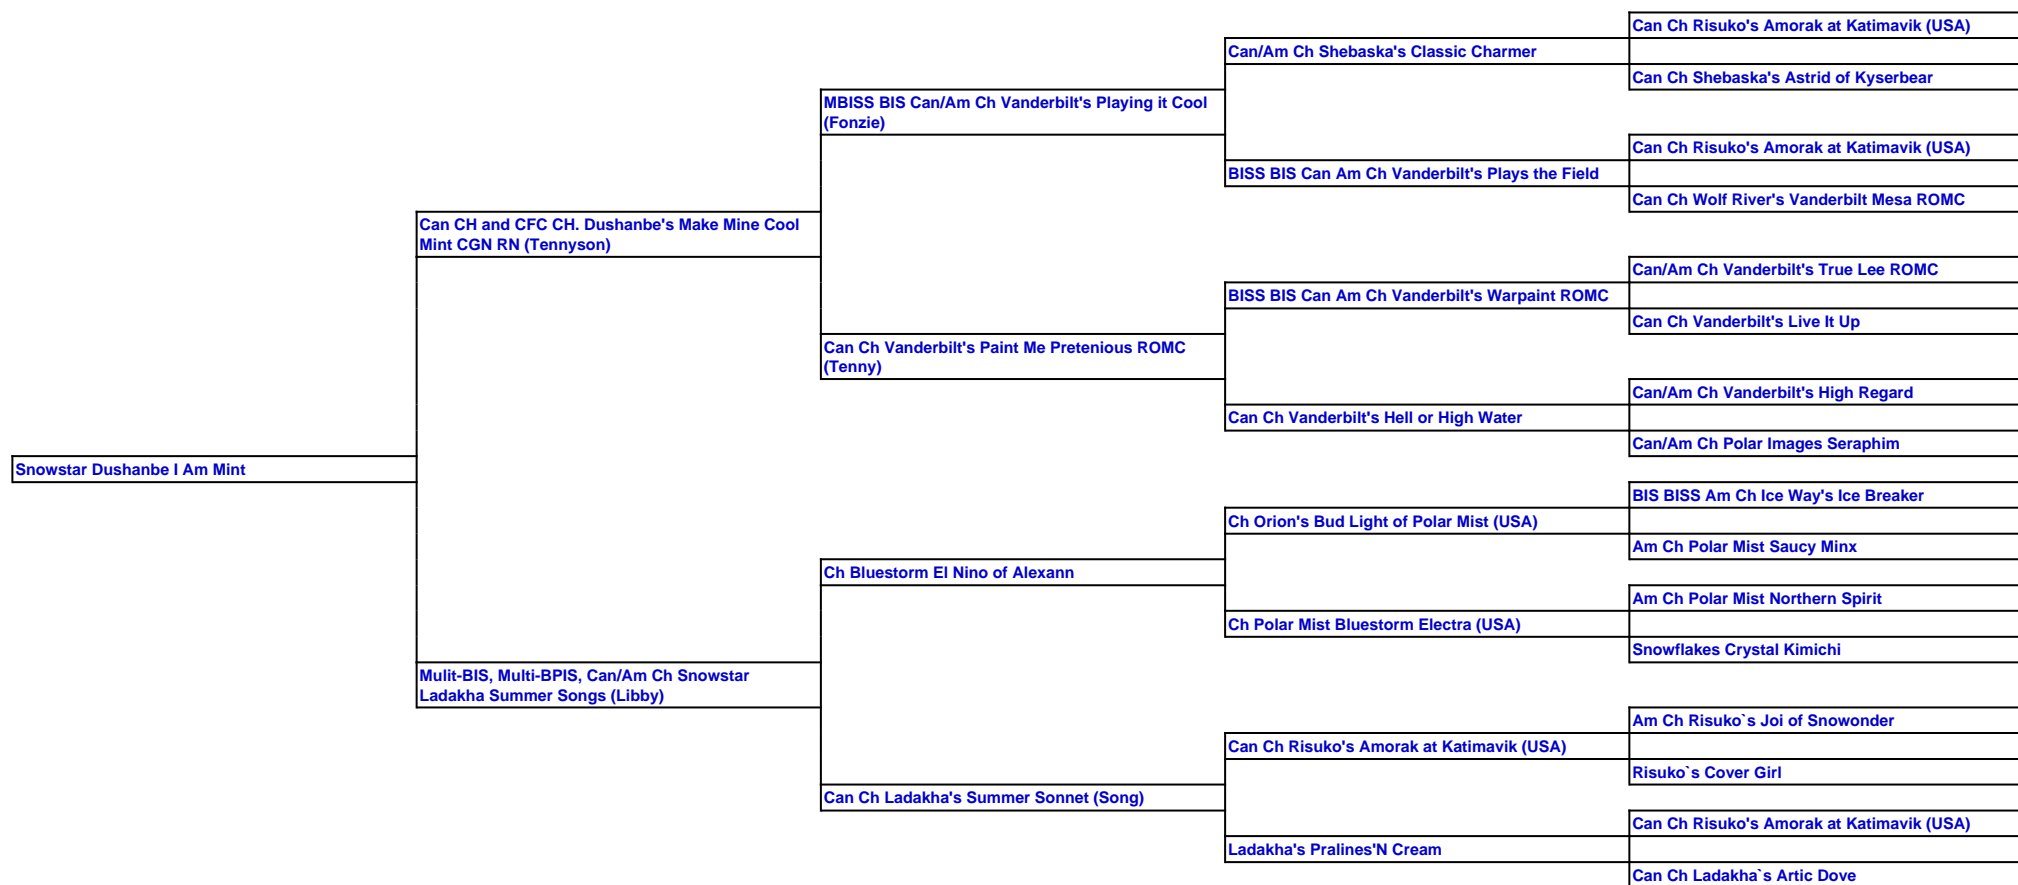 Can Ch Risuko's Amorak at Katimavik (USA)
Can/Am Ch Shebaska's Classic Charmer
Can Ch Shebaska's Astrid of Kyserbear
MBISS BIS Can/Am Ch Vanderbilt's Playing it Cool
(Fonzie)
Can Ch Risuko's Amorak at Katimavik (USA)
BISS BIS Can Am Ch Vanderbilt's Plays the Field
Can Ch Wolf River's Vanderbilt Mesa ROMC
Can CH and CFC CH. Dushanbe's Make Mine Cool
Mint CGN RN (Tennyson)
Can/Am Ch Vanderbilt's True Lee ROMC
BISS BIS Can Am Ch Vanderbilt's Warpaint ROMC
Can Ch Vanderbilt's Live It Up
Can Ch Vanderbilt's Paint Me Pretenious ROMC
(Tenny)
Can/Am Ch Vanderbilt's High Regard
Can Ch Vanderbilt's Hell or High Water
Can/Am Ch Polar Images Seraphim
Snowstar Dushanbe I Am Mint
BIS BISS Am Ch Ice Way's Ice Breaker
Ch Orion's Bud Light of Polar Mist (USA)
Am Ch Polar Mist Saucy Minx
Ch Bluestorm El Nino of Alexann
Am Ch Polar Mist Northern Spirit
Ch Polar Mist Bluestorm Electra (USA)
Snowflakes Crystal Kimichi
Mulit-BIS, Multi-BPIS, Can/Am Ch Snowstar
Ladakha Summer Songs (Libby)
Am Ch Risuko`s Joi of Snowonder
Can Ch Risuko's Amorak at Katimavik (USA)
Risuko`s Cover Girl
Can Ch Ladakha's Summer Sonnet (Song)
Can Ch Risuko's Amorak at Katimavik (USA)
Ladakha's Pralines'N Cream
Can Ch Ladakha`s Artic Dove